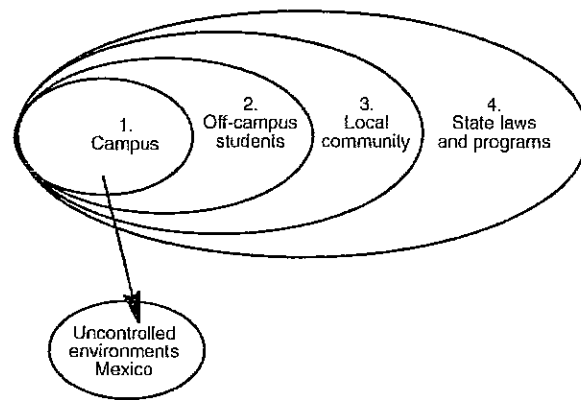 1.
Campus
2.
Off-campus
students
3.
Local
community
4.
State laws
and programs
Uncontrolled
environments
Mexico